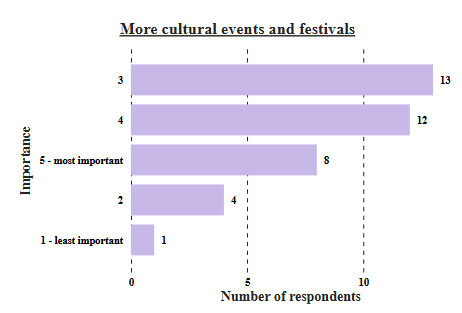 More cultural events and festivals
3
13
4
12
5 - most important
8
2
4
1 - least important
1
Importance
0
5
10
Number of respondents